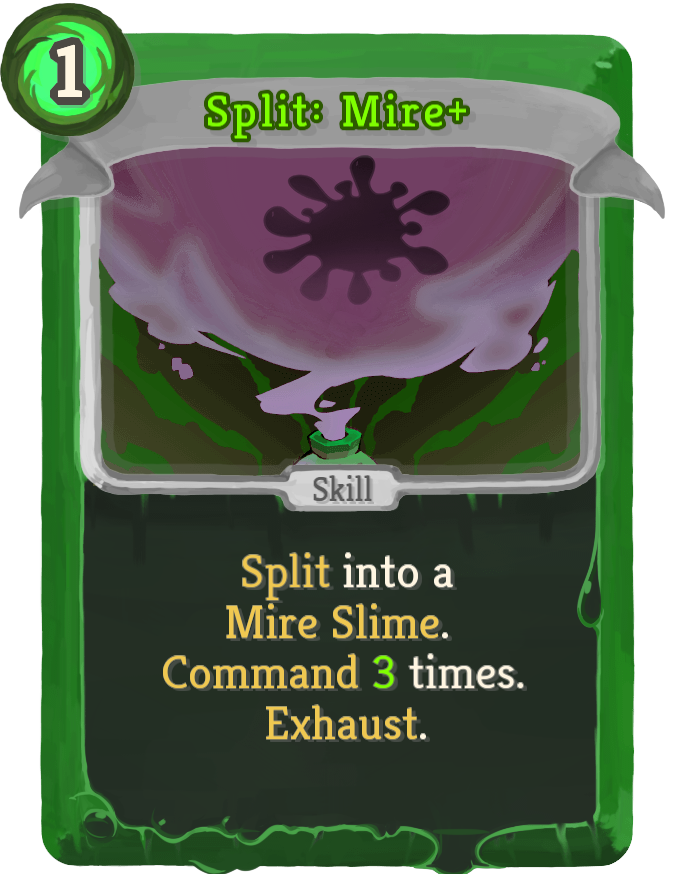 1
Split: Mire+
Skill
Split into a
Mire Slime.
Command 3 times.
Exhaust.